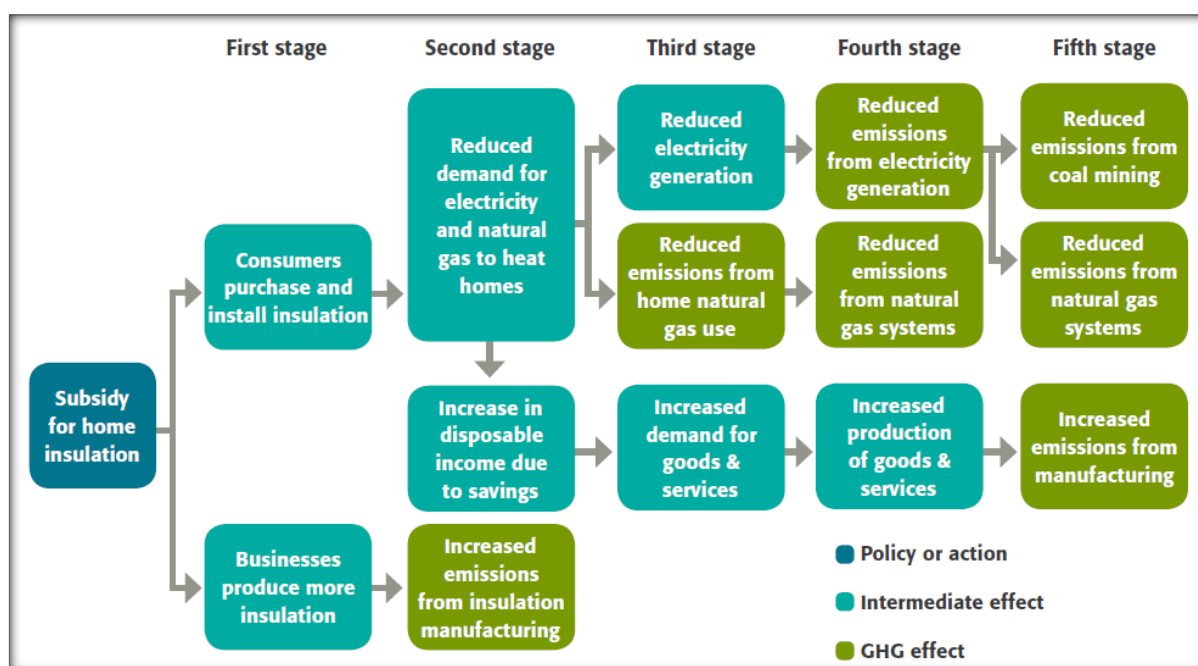 First stage
Second stage
Third stage
Fourth stage
Fifth stage
Subsidy
for home
insulation
Consumers
purchase and
install insulation
Businesses
produce more
insulation
Reduced
demand for
electricity
and natural
gas to heat
homes
Increase in
disposable
income due
to savings
Increased
emissions
from insulation
manufacturing
Reduced
electricity
generation
Reduced
emissions from
home natural
gas use
Increased
demand for
goods &
services
Reduced
emissions
from electricity
generation
Reduced
emissions
from natural
gas systems
Increased
production
of goods &
services
Reduced
emissions from
coal mining
Reduced
emissions from
natural gas
systems
Increased
emissions from
manufacturing
Policy or action
Intermediate effect
GHG effect